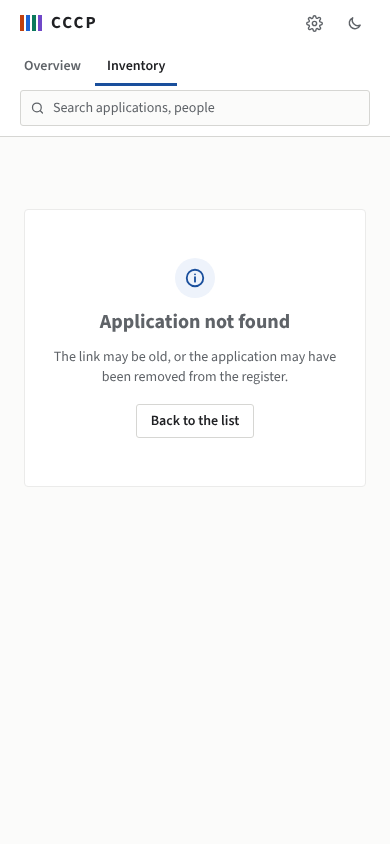 CCCP
Overview Inventory
Search applications, people
Application not found
The link may be old, or the application may have
been removed from the register.
Back to the list